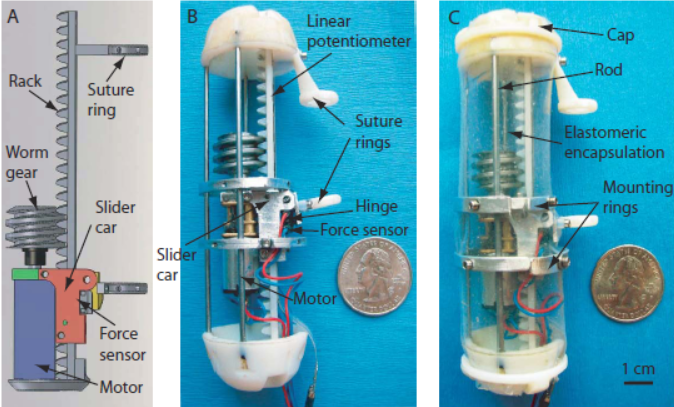 A
Rack
Suture
ring
Worm
gear
Slider
car
Force
sensor
Motor
B
Linear
potentiometer
Suture
rings
Hinge
Force sensor
Slider
car
Motor
C
Cap
Rod
Elastomeric
encapsulation
Mounting
rings
1 cm